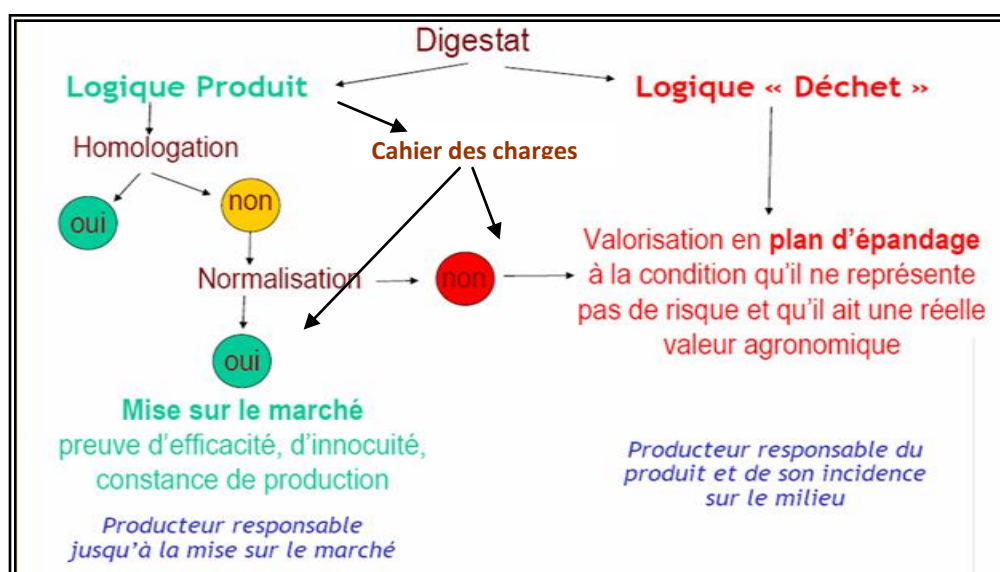 Digestat
Logique Produit
Logique « Déchet »
Homologation
Cahier des charges
oui
non
Normalisation
non
oui
Valorisation en plan d'épandage
à la condition qu'il ne représente
pas de risque et qu'il ait une réelle
valeur agronomique
Mise sur le marché
preuve d'efficacité, d'innocuité,
constance de production
Producteur responsable
jusqu'à la mise sur le marché
Producteur responsable du
produit et de son incidence
sur le milieu